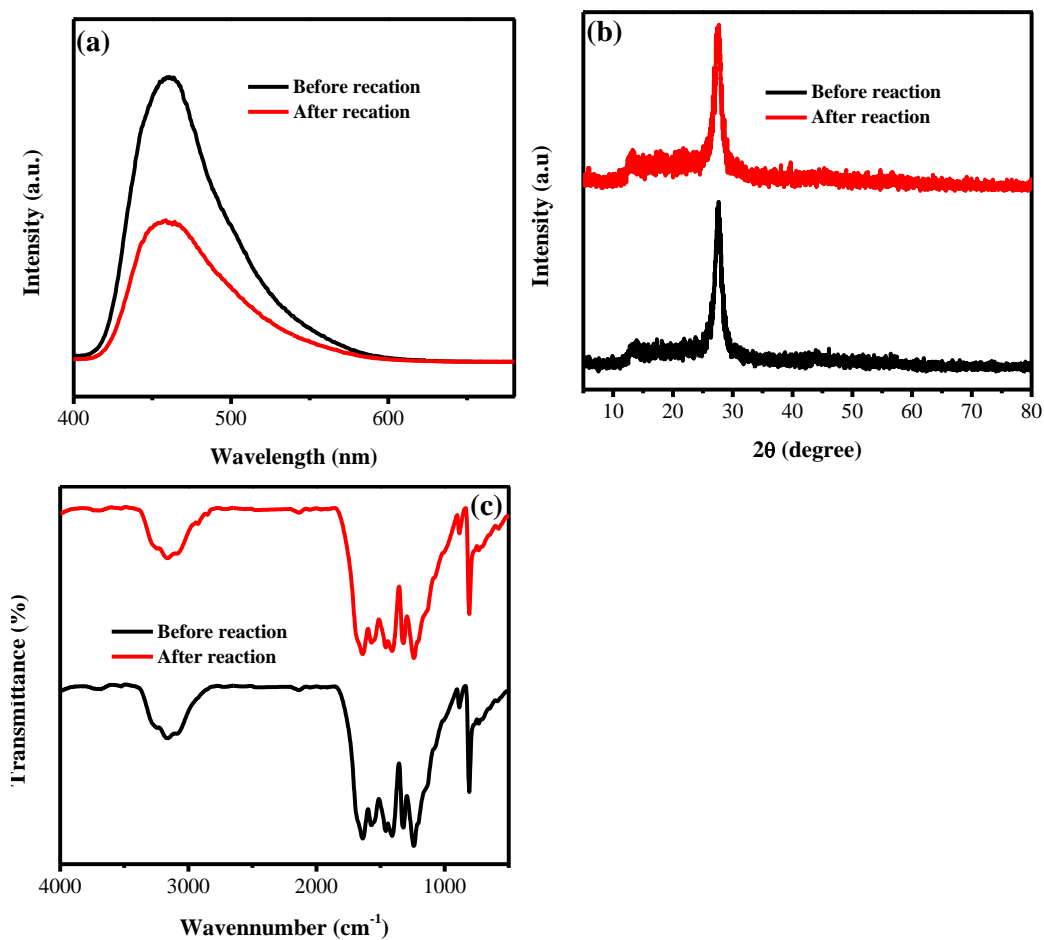 (a)
Before recation
After recation
Intensity (a.u.)
400 500 600
Wavelength (nm)
(b)
Before reaction
After reaction
Intensity (a.u)
10 20 30 40 50 60 70 80
2θ (degree)
(c)
Before reaction
After reaction
Transmittance (%)
4000 3000 2000 1000
Wavennumber (cm⁻¹)